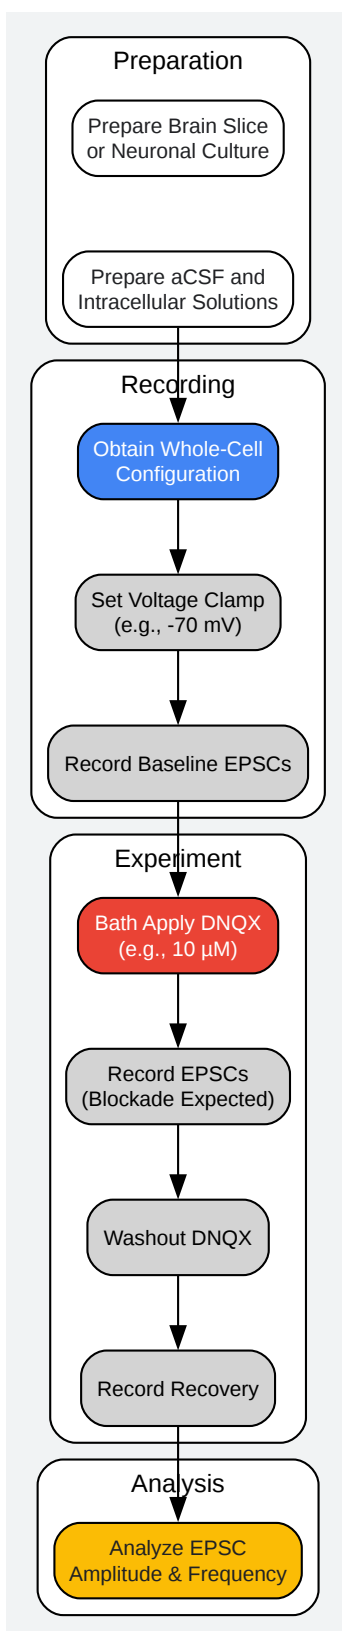 Preparation
Prepare Brain Slice
or Neuronal Culture
Prepare aCSF and
Intracellular Solutions
Recording
Obtain Whole-Cell
Configuration
Set Voltage Clamp
(e.g., -70 mV)
Record Baseline EPSCs
Experiment
Bath Apply DNQX
(e.g., 10 µM)
Record EPSCs
(Blockade Expected)
Washout DNQX
Record Recovery
Analysis
Analyze EPSC
Amplitude & Frequency